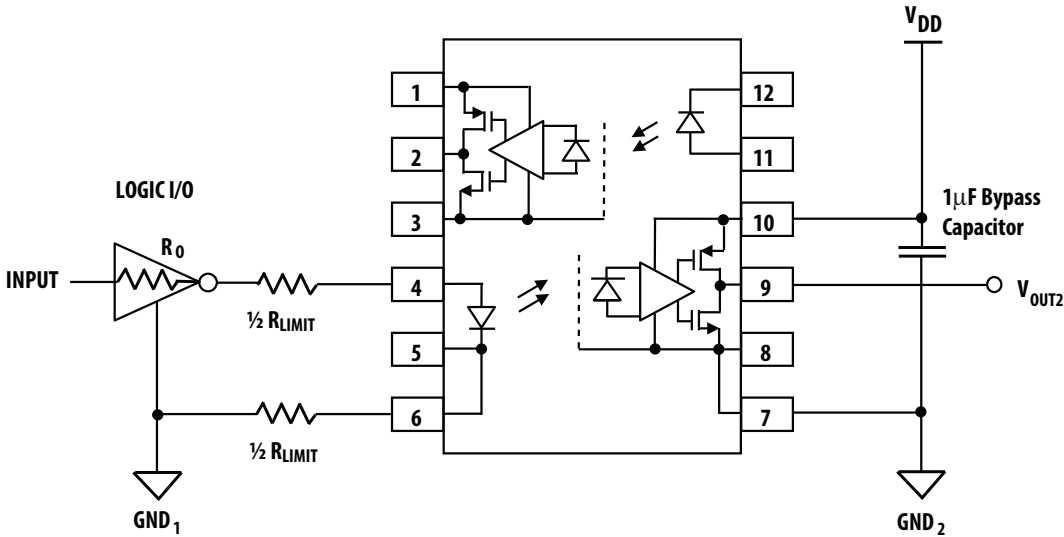 V DD
1
12
2
11
LOGIC I/O
3
10
1μF Bypass
Capacitor
R 0
INPUT
4
9
V OUT2
½ R LIMIT
5
8
6
7
½ R LIMIT
GND 1
GND 2